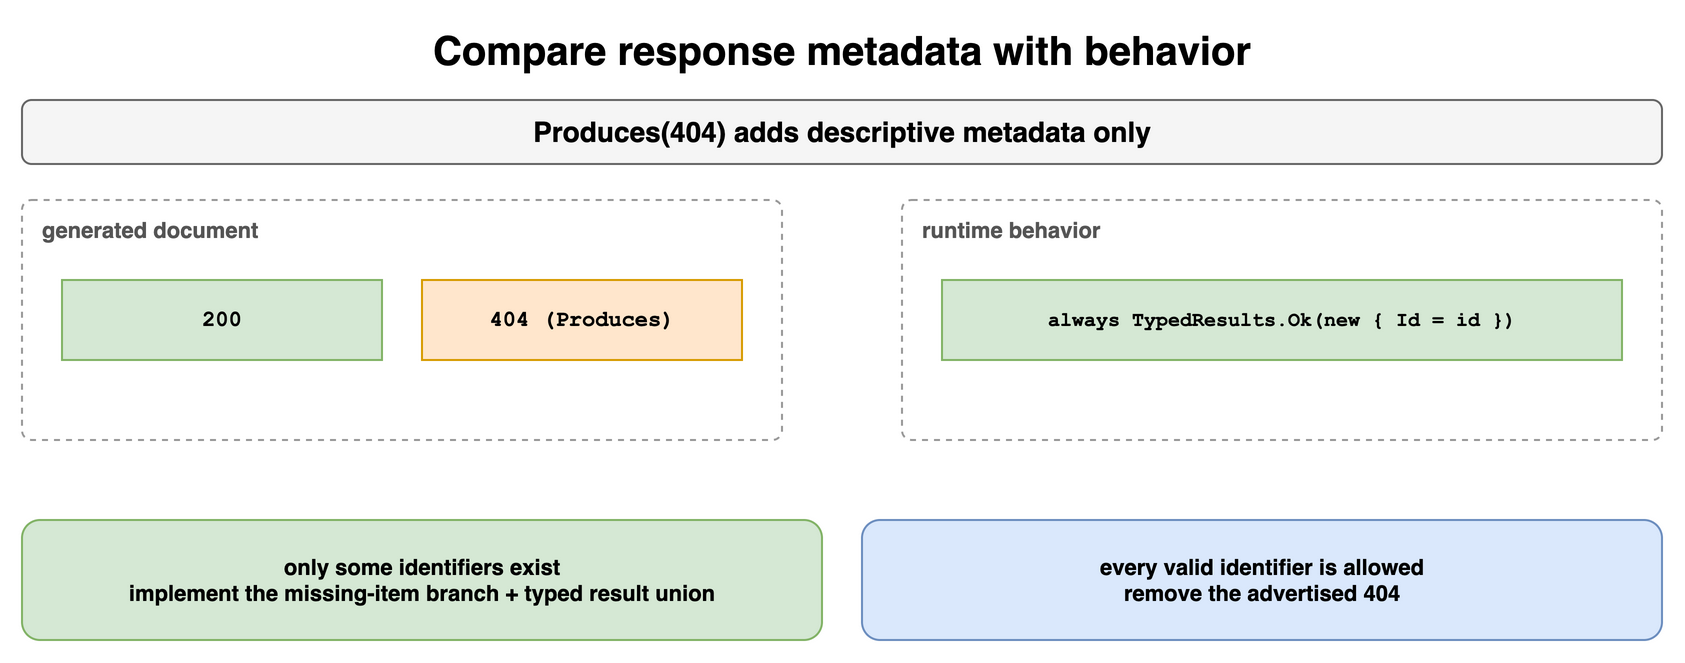 Compare response metadata with behavior
Produces(404) adds descriptive metadata only
generated document
200
404 (Produces)
runtime behavior
always TypedResults.Ok(new { Id = id })
only some identifiers exist
implement the missing-item branch + typed result union
every valid identifier is allowed
remove the advertised 404